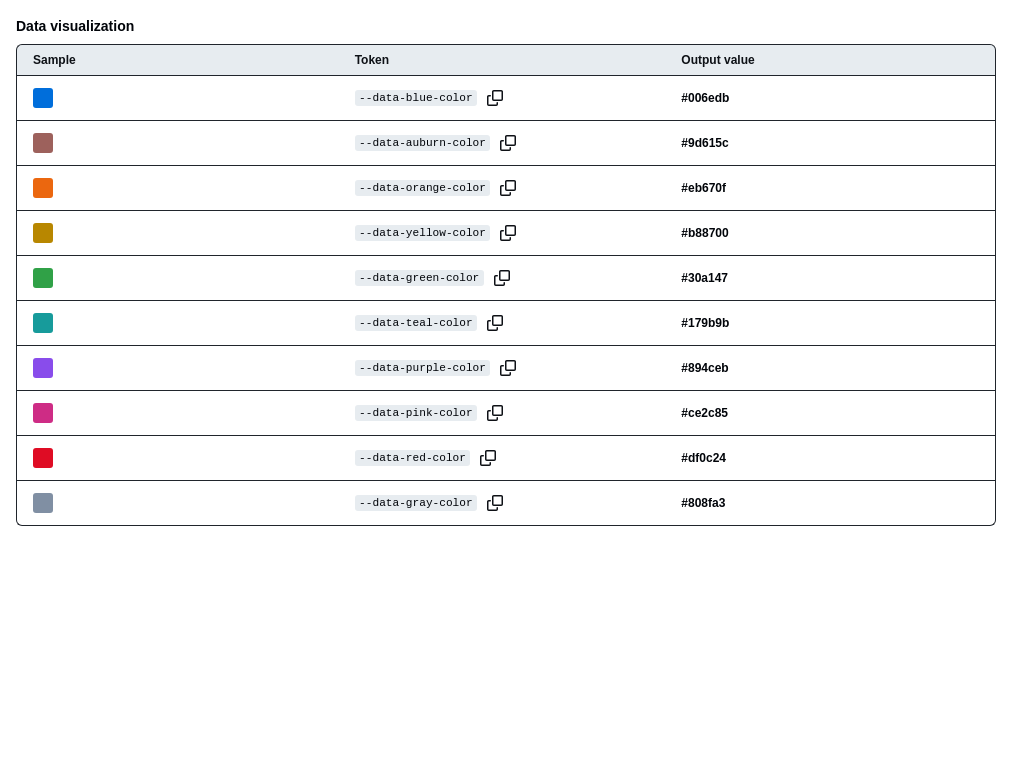 Data visualization
Sample Token Output value
--data-blue-color #006edb
--data-auburn-color #9d615c
--data-orange-color #eb670f
--data-yellow-color #b88700
--data-green-color #30a147
--data-teal-color #179b9b
--data-purple-color #894ceb
--data-pink-color #ce2c85
--data-red-color #df0c24
--data-gray-color #808fa3